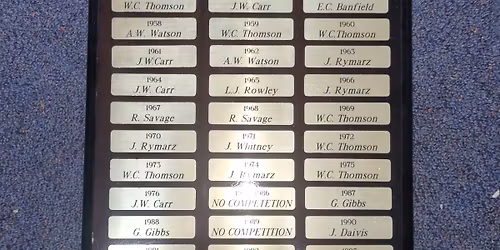 W.C. Thomson J.W. Carr E.C. Banfield
1958 1959 1960
A.W. Watson W.C. Thomson W.C.Thomson
1961 1962 1963
J.W.Carr A.W. Watson J. Rymarz
1964 1965 1966
J.W. Carr L.J. Rowley J. Rymarz
1967 1968 1969
R. Savage R. Savage W.C. Thomson
1970 1971 1972
J. Rymarz J. Whitney W.C. Thomson
1973 1974 1975
W.C. Thomson J. Rymarz W.C. Thomson
1976 1986 1987
J.W. Carr NO COMPLETETION G. Gibbs
1988 1989 1990
G. Gibbs NO COMPETITION J. Daivis